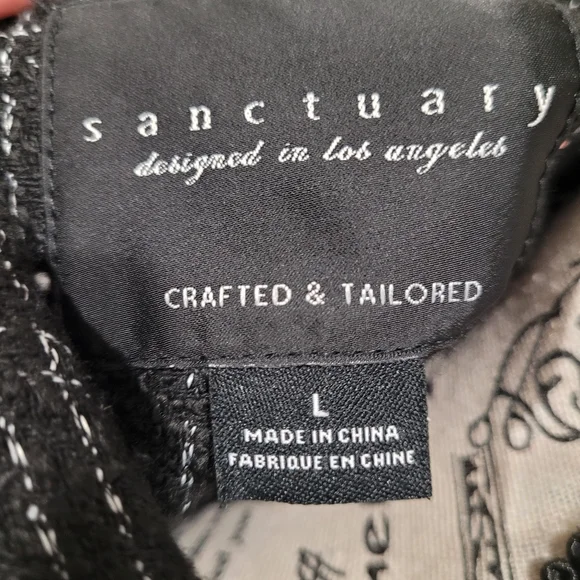 sanctuary
designed in los angeles
CRAFTED & TAILORED
L
MADE IN CHINA
FABRIQUE EN CHINE